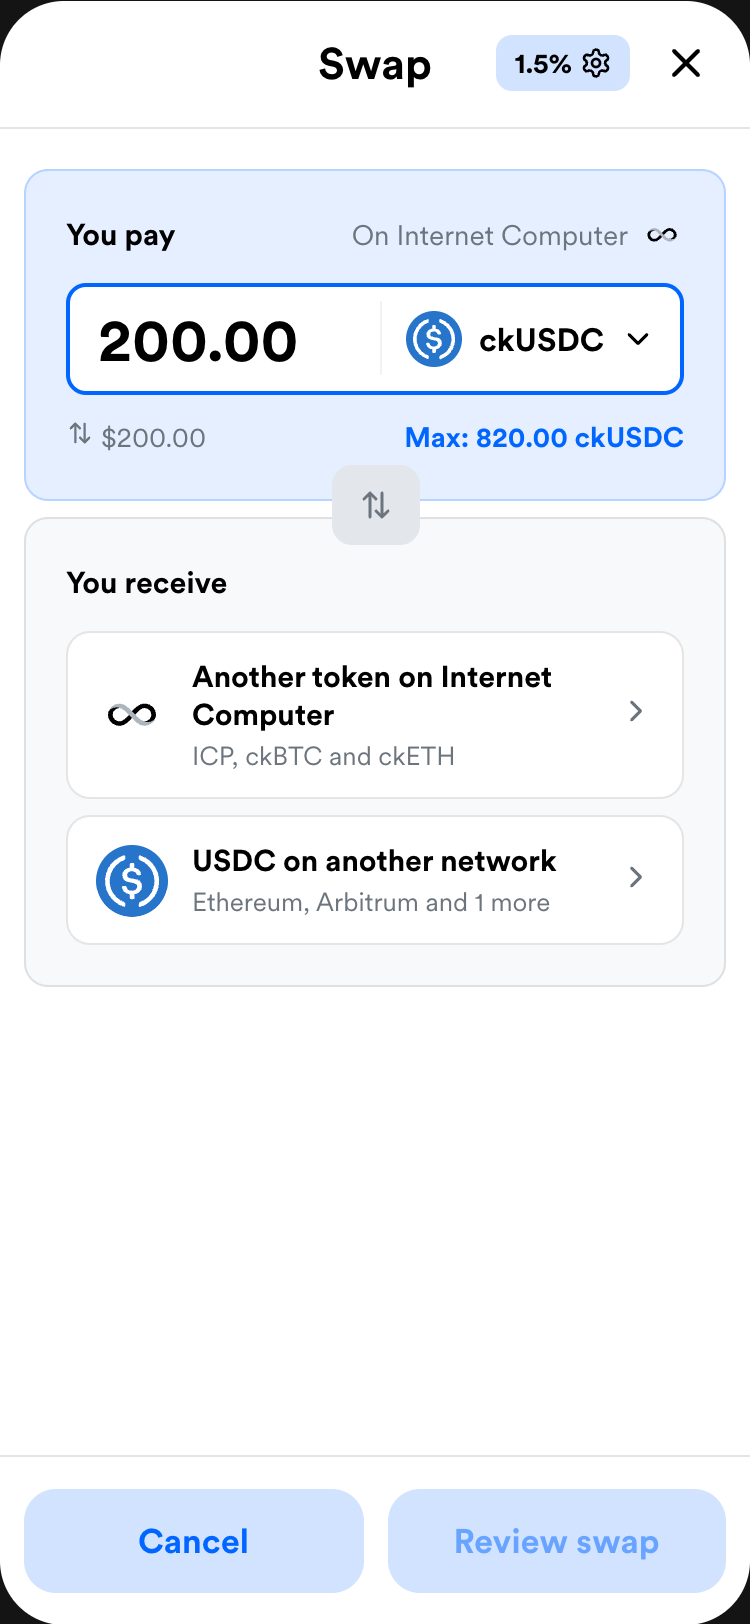 Swap
1.5%
You pay
On Internet Computer
200.00
ckUSDC
$200.00
Max: 820.00 ckUSDC
You receive
Another token on Internet
Computer
ICP, ckBTC and ckETH
USDC on another network
Ethereum, Arbitrum and 1 more
Cancel
Review swap